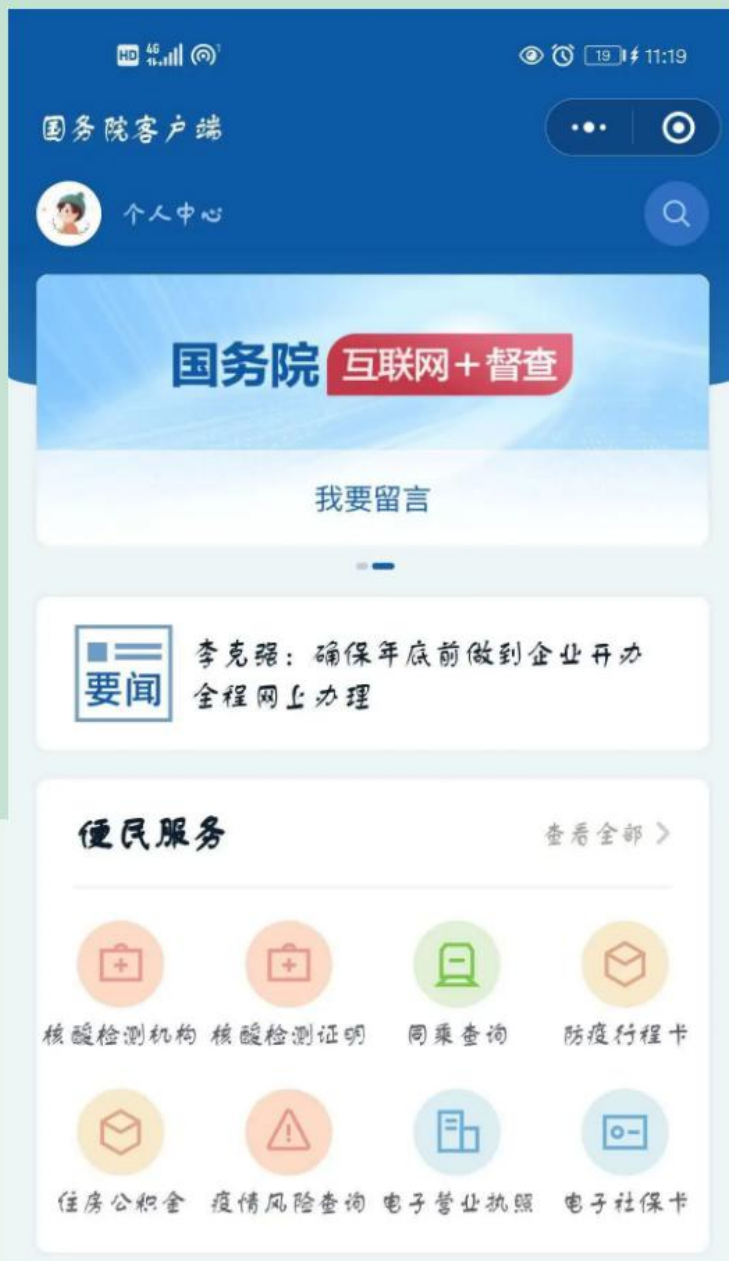 HD 4G 19 11:19
国务院客户端
个人中心
国务院 互联网+督查
我要留言
要闻
李克强：确保年底前做到企业开办
全程网上办理
便民服务 查看全部
核酸检测机构 核酸检测证明 同乘查询 防疫行程卡
住房公积金 疫情风险查询 电子营业执照 电子社保卡